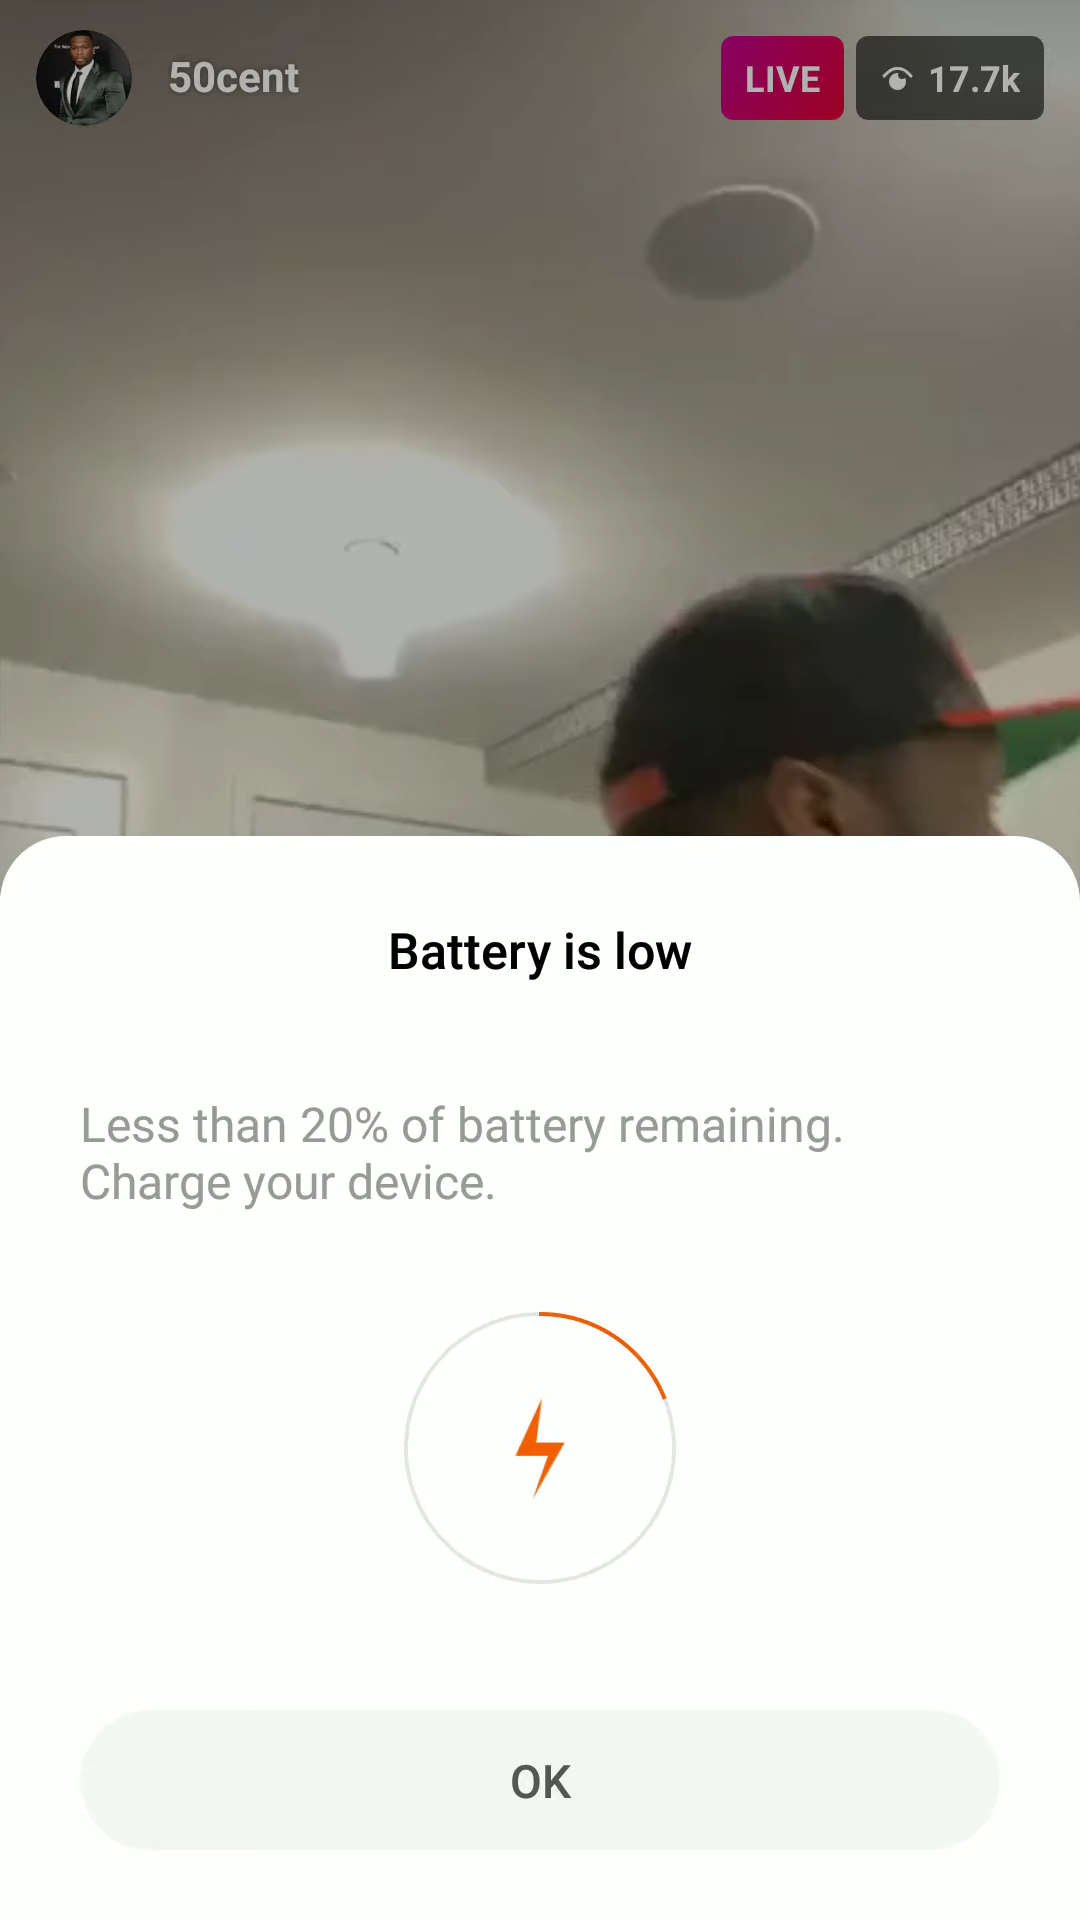 50cent
LIVE
17.7k
Battery is low
Less than 20% of battery remaining.
Charge your device.
OK